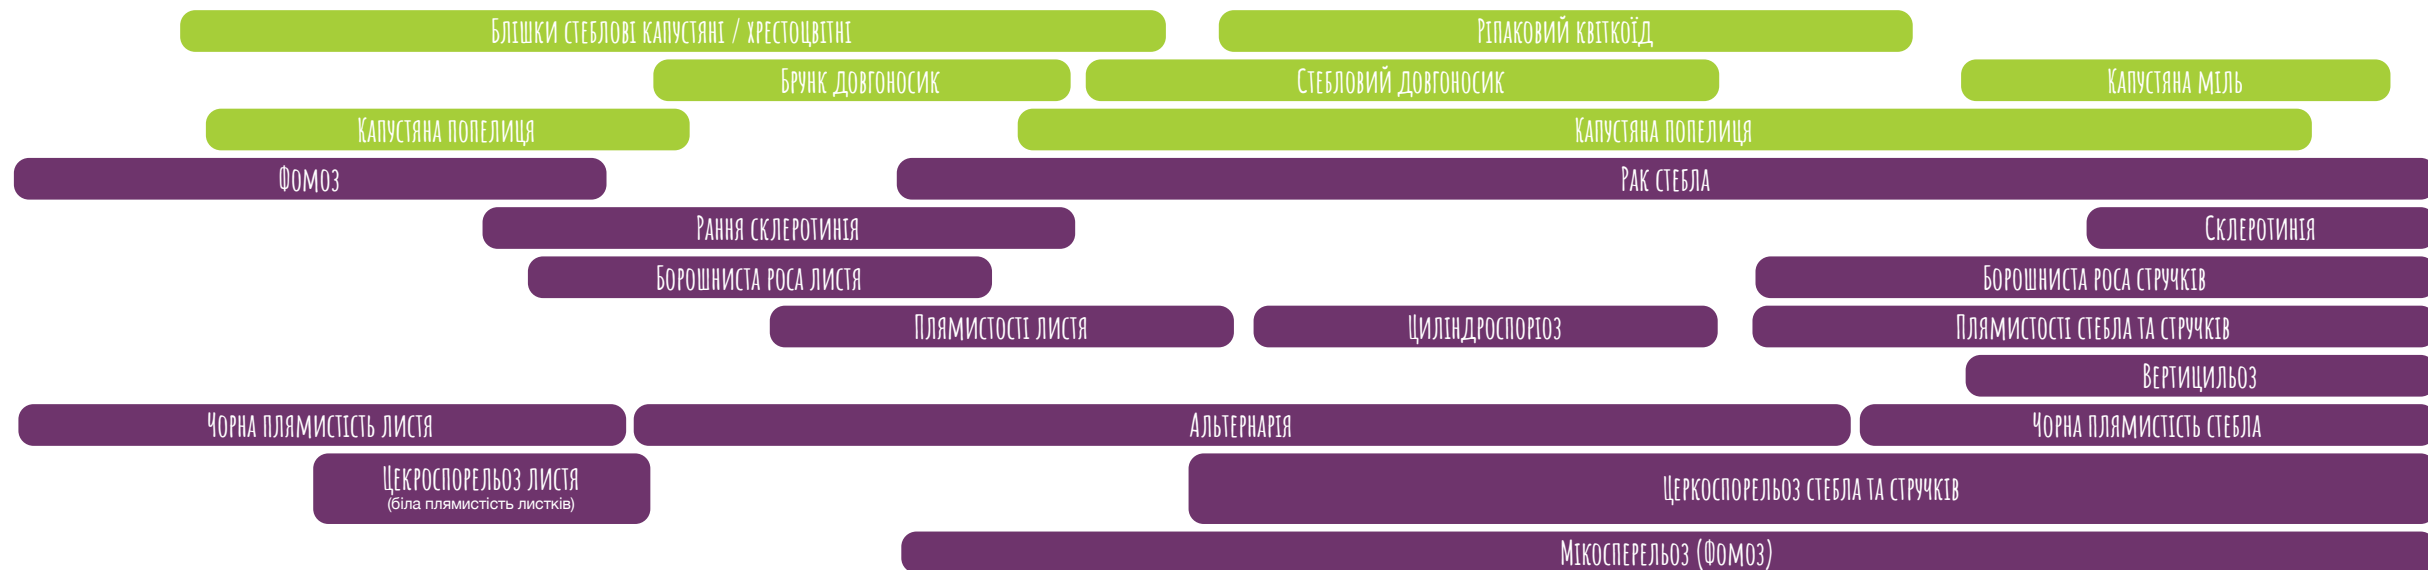 Блішки стеблові капустяні / хрестоцвітні
Ріпаковий квіткоїд
Брунк довгоносик
Стебловий довгоносик
Капустяна міль
Капустяна попелиця
Капустяна попелиця
Фомоз
Рак стебла
Рання склеротинія
Склеротинія
Борошниста роса листя
Борошниста роса стручків
Плямистості листя
Циліндроспоріоз
Плямистості стебла та стручків
Вертицильоз
Чорна плямистість листя
Альтернарія
Чорна плямистість стебла
Цекроспорельоз листя
(біла плямистість листків)
Церкоспорельоз стебла та стручків
Мікосперельоз (Фомоз)